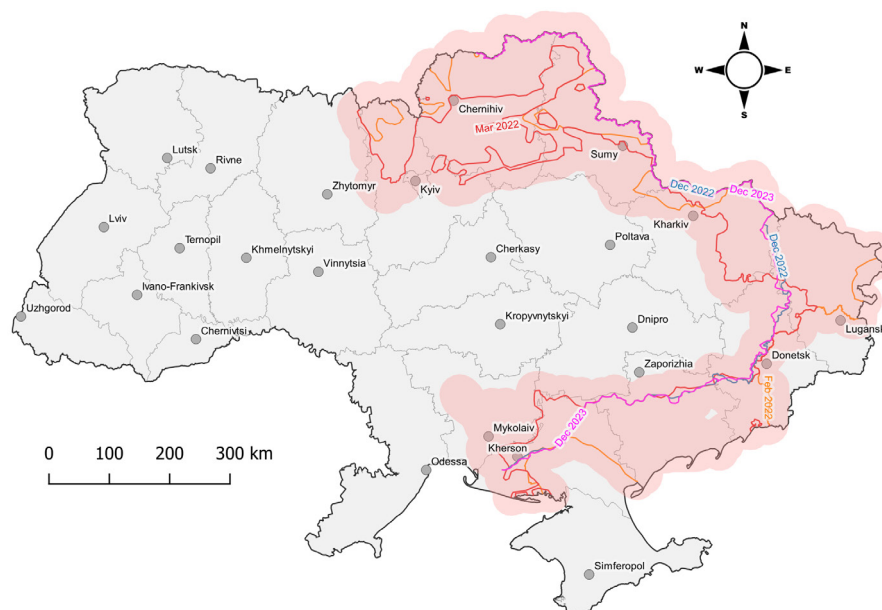 N
W
E
S
Chernihiv
Mar 2022
Sumy
Lutsk
Rivne
Kyiv
Zhytomyr
Dec 2022
Dec 2023
Kharkiv
Lviv
Ternopil
Khmelnytskyi
Vinnytsia
Cherkasy
Poltava
Dec 2022
Ivano-Frankivsk
Uzhgorod
Chernivtsi
Kropyvnytskyi
Dnipro
Lugansk
Zaporizhia
Donetsk
Feb 2022
Mykolaiv
Dec 2023
Kherson
0 100 200 300 km
Odessa
Simferopol